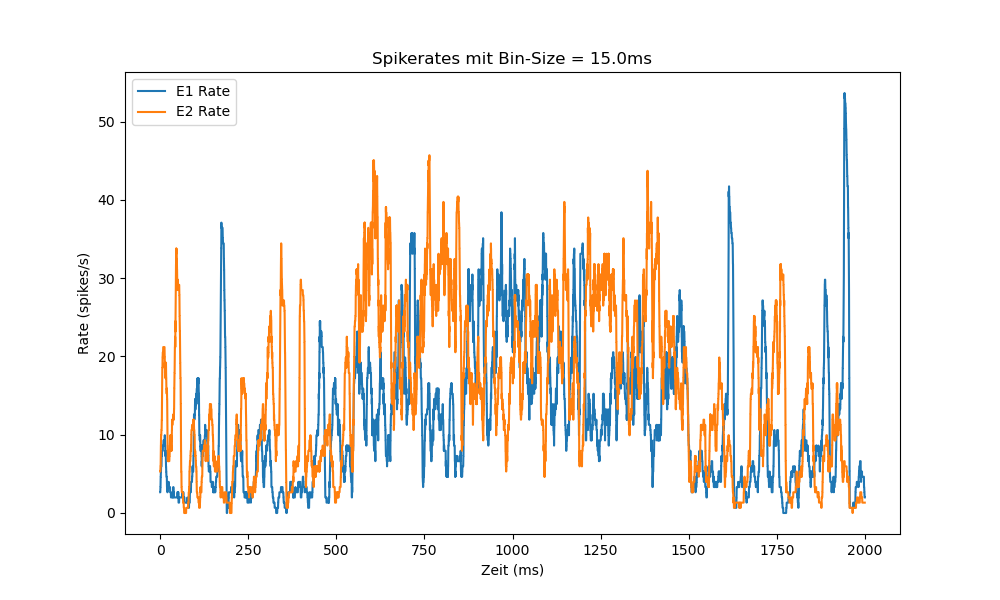 Spikerates mit Bin-Size = 15.0ms
E1 Rate
E2 Rate
Rate (spikes/s)
50
40
30
20
10
0
0 250 500 750 1000 1250 1500 1750 2000
Zeit (ms)